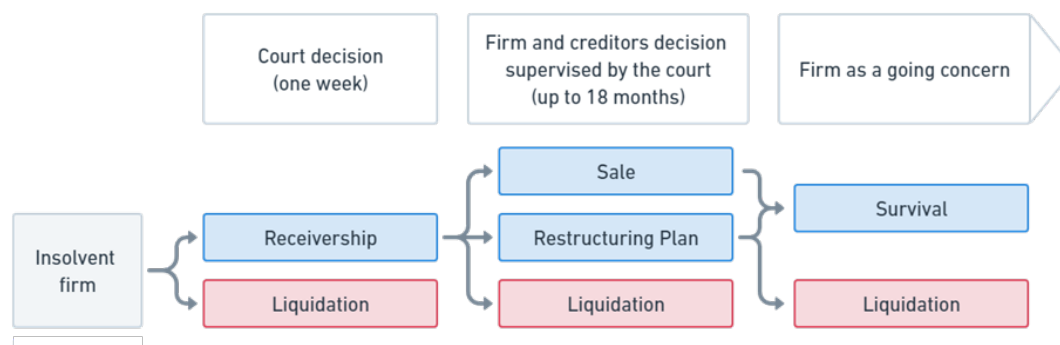 Court decision
(one week)
Firm and creditors decision
supervised by the court
(up to 18 months)
Firm as a going concern
Insolvent
firm
Receivership
Liquidation
Sale
Restructuring Plan
Liquidation
Survival
Liquidation